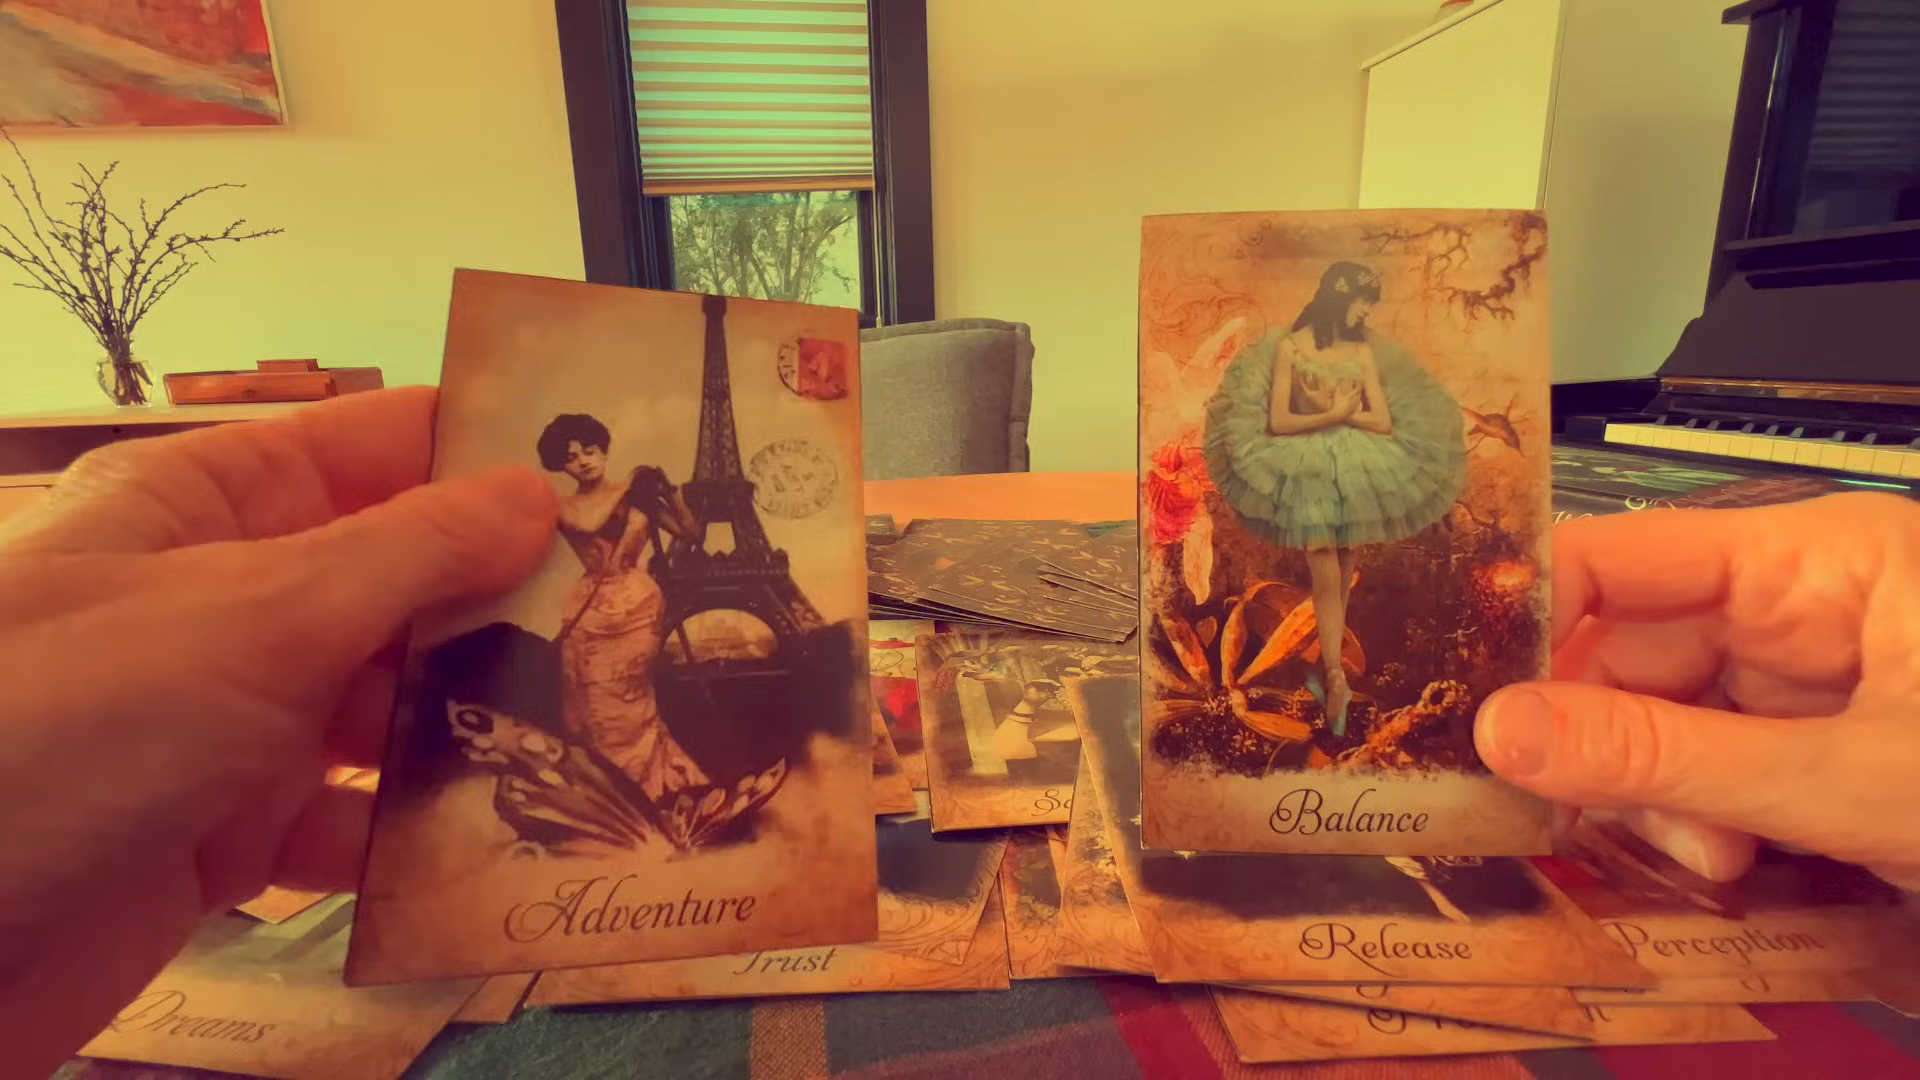 Adventure
Balance
Trust
Release
Perception
Dreams